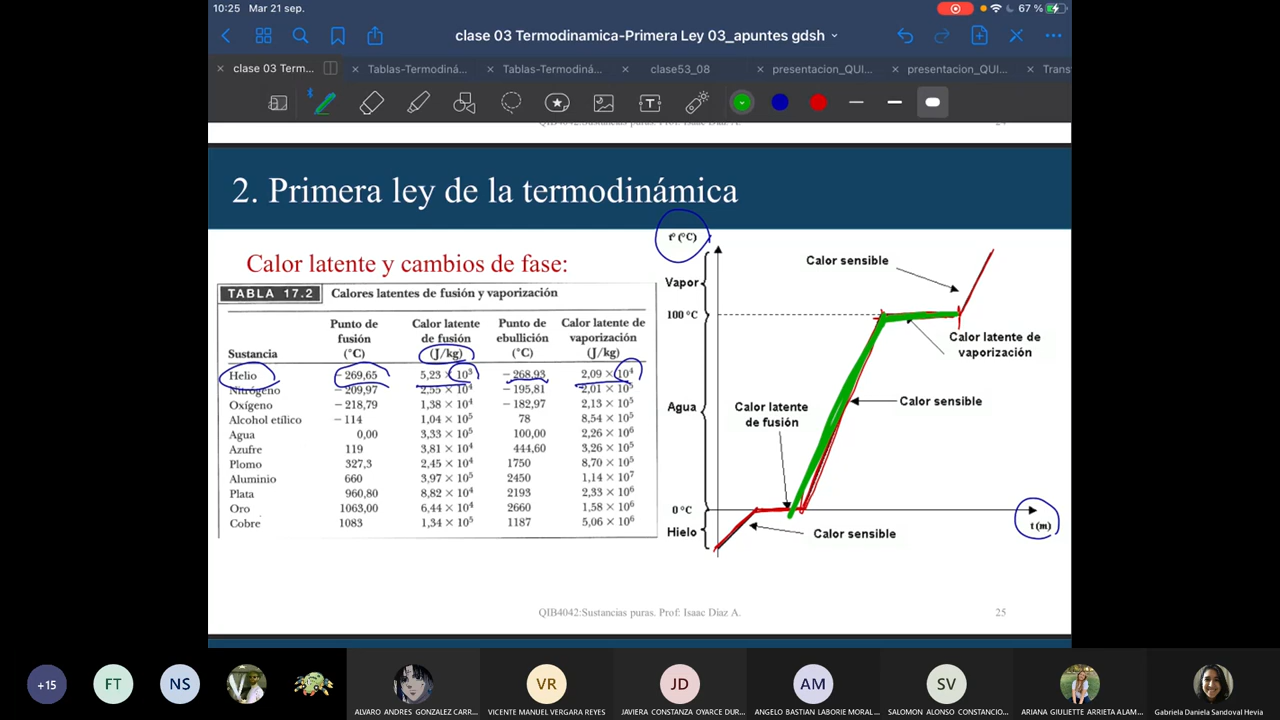 10:25 Mar 21 sep.
67 %
clase 03 Termodinamica-Primera Ley 03_apuntes gdsh
clase 03 Term...
Tablas-Termodiná...
Tablas-Termodiná...
clase53_08
presentacion_QUI...
presentacion_QUI...
Trans
2. Primera ley de la termodinámica
Calor latente y cambios de fase:
TABLA 17.2 Calores latentes de fusión y vaporización
Sustancia Punto de fusión (°C) Calor latente de fusión (J/kg) Punto de ebullición (°C) Calor latente de vaporización (J/kg)
Helio − 269,65 5,23 × 10³ − 268,93 2,09 × 10⁴
Nitrógeno − 209,97 2,55 × 10⁴ − 195,81 2,01 × 10⁵
Oxígeno − 218,79 1,38 × 10⁴ − 182,97 2,13 × 10⁵
Alcohol etílico − 114 1,04 × 10⁵ 78 8,54 × 10⁵
Agua 0,00 3,33 × 10⁵ 100,00 2,26 × 10⁶
Azufre 119 3,81 × 10⁴ 444,60 3,26 × 10⁵
Plomo 327,3 2,45 × 10⁴ 1750 8,70 × 10⁵
Aluminio 660 3,97 × 10⁵ 2450 1,14 × 10⁷
Plata 960,80 8,82 × 10⁴ 2193 2,33 × 10⁶
Oro 1063,00 6,44 × 10⁴ 2660 1,58 × 10⁶
Cobre 1083 1,34 × 10⁵ 1187 5,06 × 10⁶
tº (°C)
Vapor
100 °C
Agua
0 °C
Hielo
Calor sensible
Calor latente de
vaporización
Calor sensible
Calor latente
de fusión
Calor sensible
t (m)
QIB4042:Sustancias puras. Prof: Isaac Díaz A.
25
+15
FT
NS
ALVARO ANDRES GONZALEZ CARR...
VR
VICENTE MANUEL VERGARA REYES
JD
JAVIERA CONSTANZA OYARCE DUR...
AM
ANGELO BASTIAN LABORIE MORAL...
SV
SALOMON ALONSO CONSTANCIO...
ARIANA GIULIETTE ARRIETA ALAM...
Gabriela Daniela Sandoval Hevia